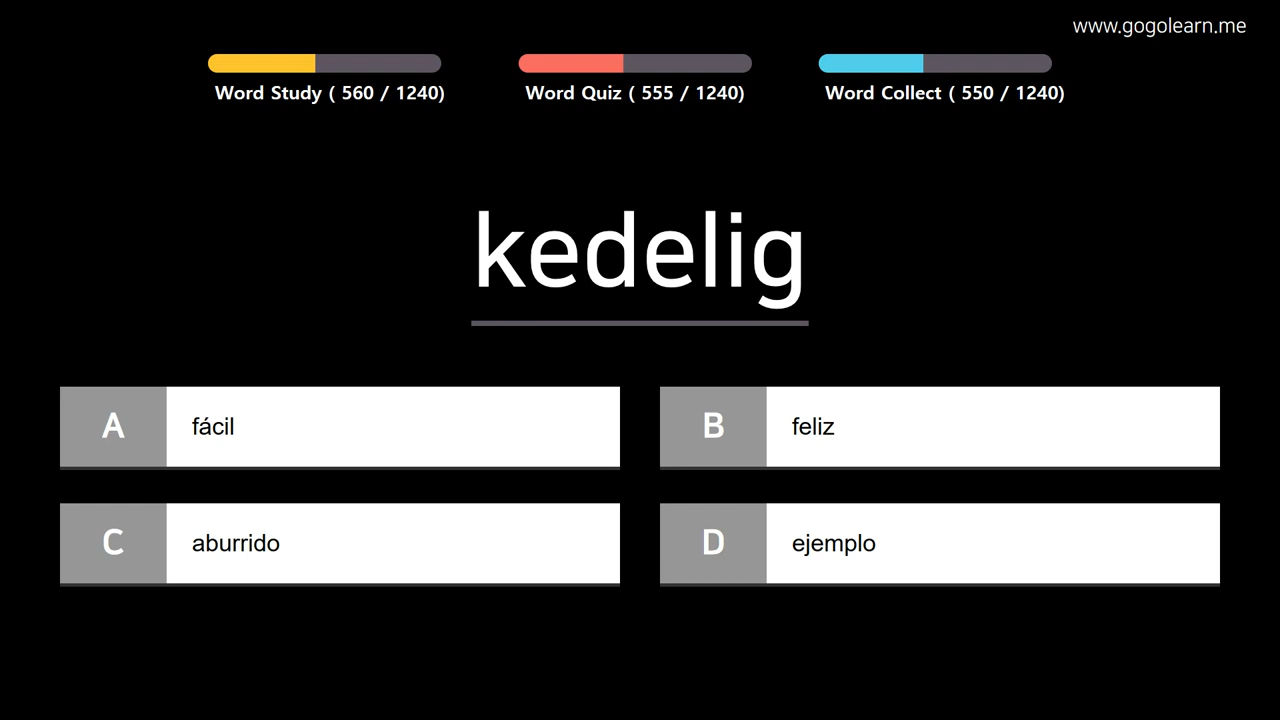 www.gogolearn.me
Word Study ( 560 / 1240)
Word Quiz ( 555 / 1240)
Word Collect ( 550 / 1240)
kedelig
A fácil
B feliz
C aburrido
D ejemplo